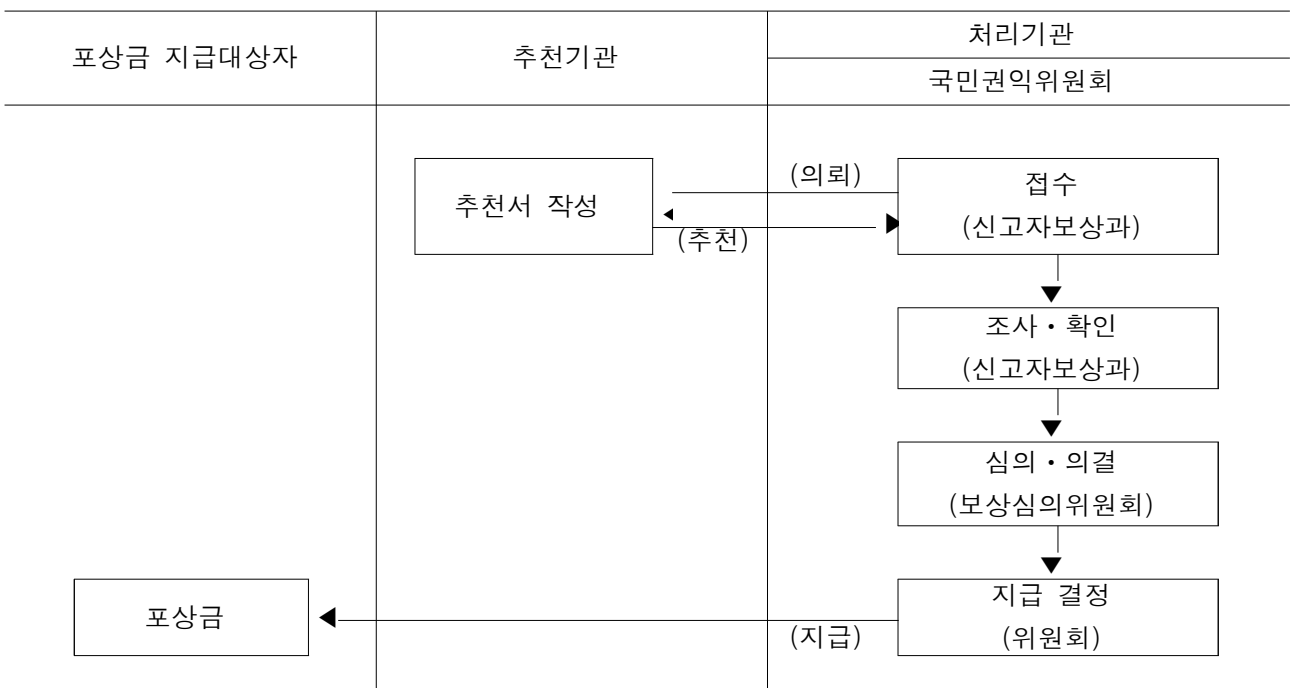 포상금 지급대상자
추천기관
처리기관
국민권익위원회
추천서 작성
(의뢰)
(추천)
접수
(신고자보상과)
조사·확인
(신고자보상과)
심의·의결
(보상심의위원회)
포상금
(지급)
지급 결정
(위원회)